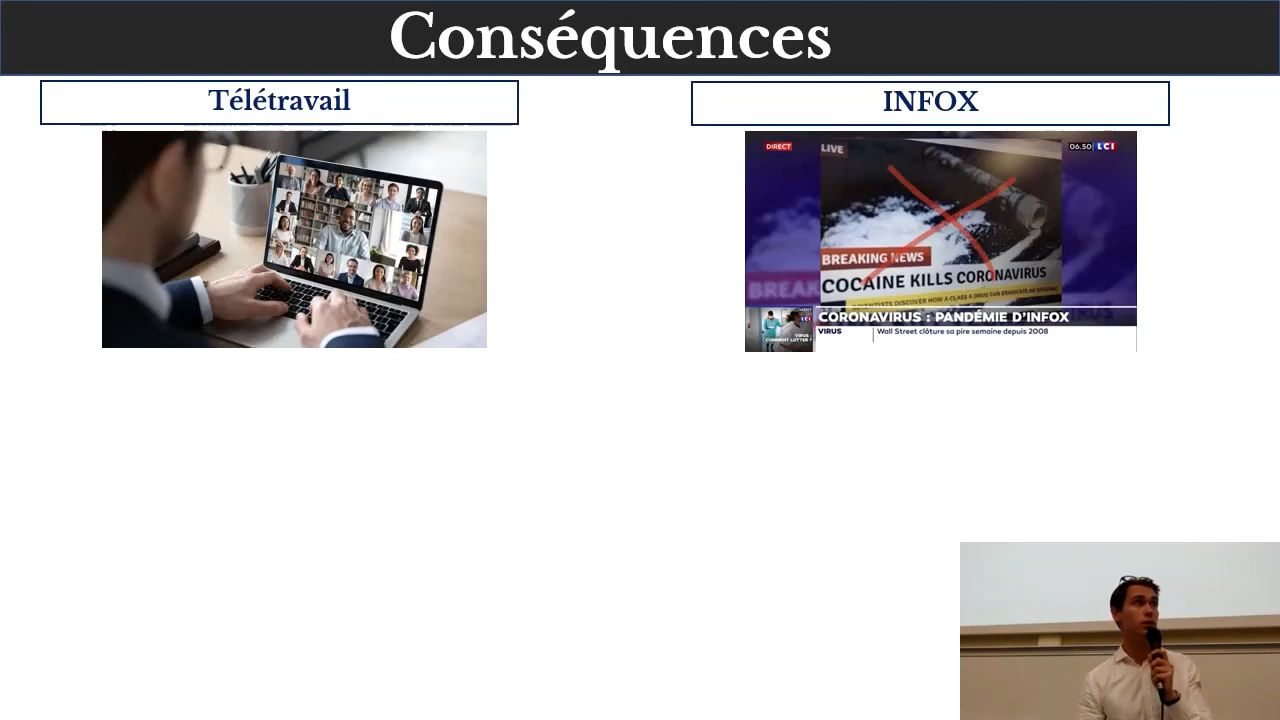 Conséquences
Télétravail
INFOX
DIRECT
LIVE
06.50 LCI
BREAKING NEWS
BREAK
COCAINE KILLS CORONAVIRUS
SCIENTISTS DISCOVER HOW A CLASS A DRUG CAN ERADICATE AN EPIDEMIC
CORONAVIRUS : PANDÉMIE D'INFOX
LCI
VIRUS :
COMMENT LUTTER ?
VIRUS
Wall Street clôture sa pire semaine depuis 2008